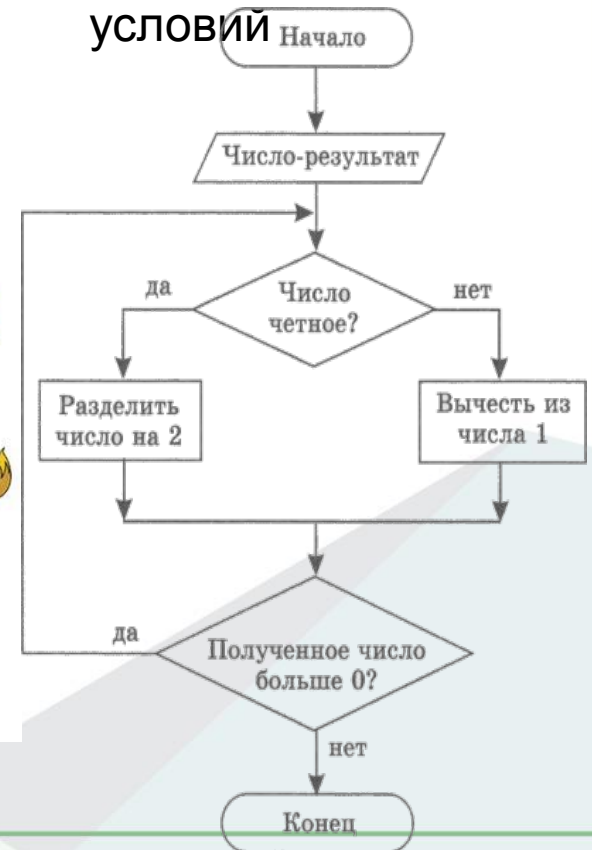 условий
Начало
Число-результат
да
Число
четное?
нет
Разделить
число на 2
Вычесть из
числа 1
да
Полученное число
больше 0?
нет
Конец